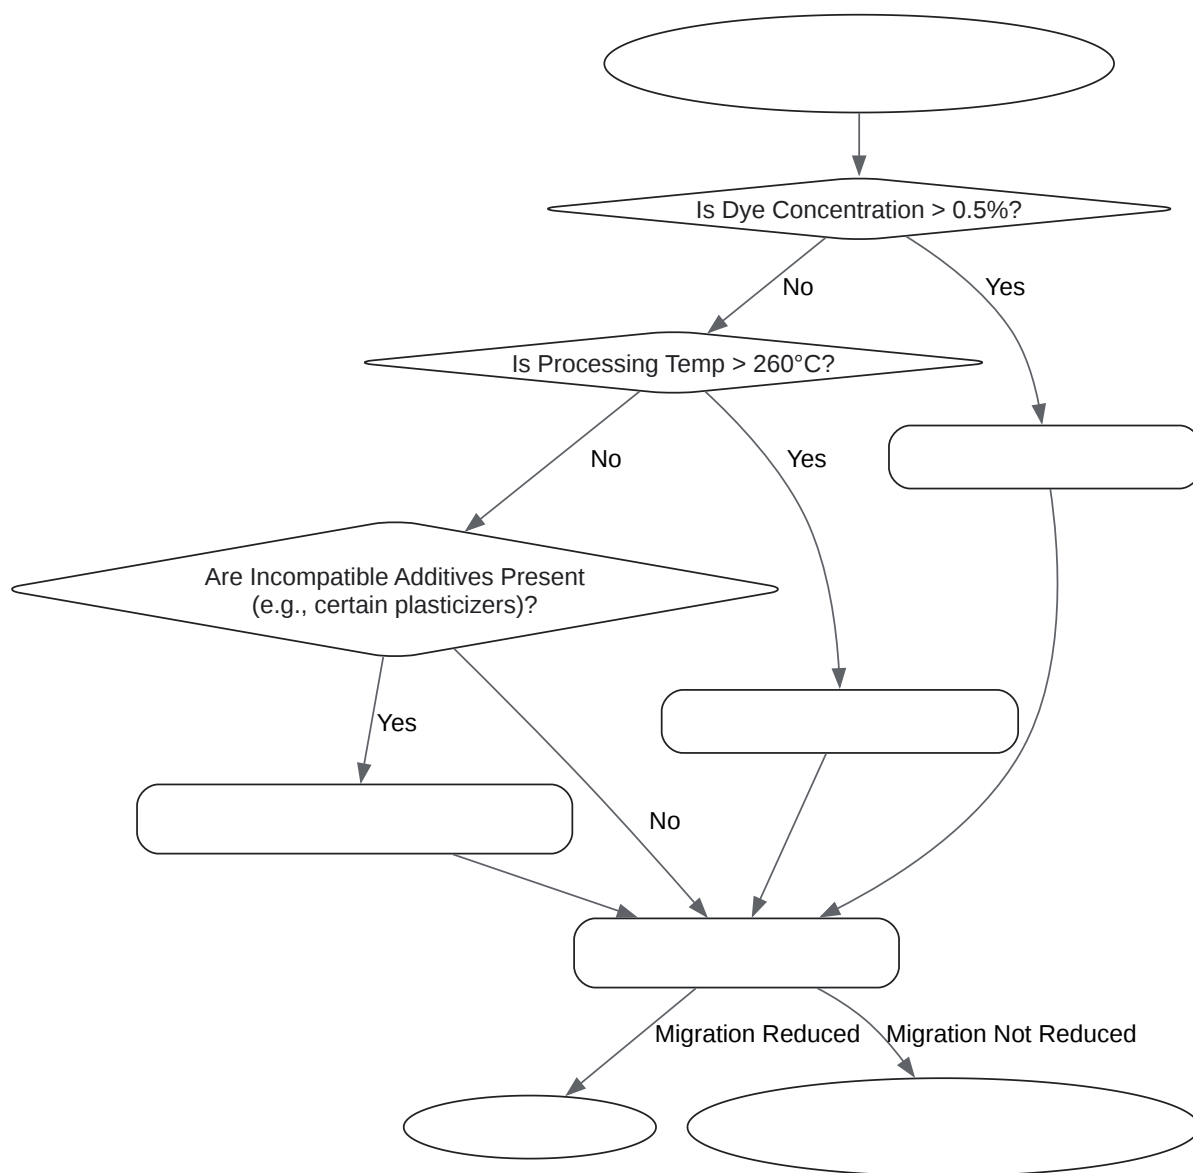 Is Dye Concentration > 0.5%?
No
Yes
Is Processing Temp > 260°C?
No
Yes
Are Incompatible Additives Present
(e.g., certain plasticizers)?
Yes
No
Migration Reduced
Migration Not Reduced